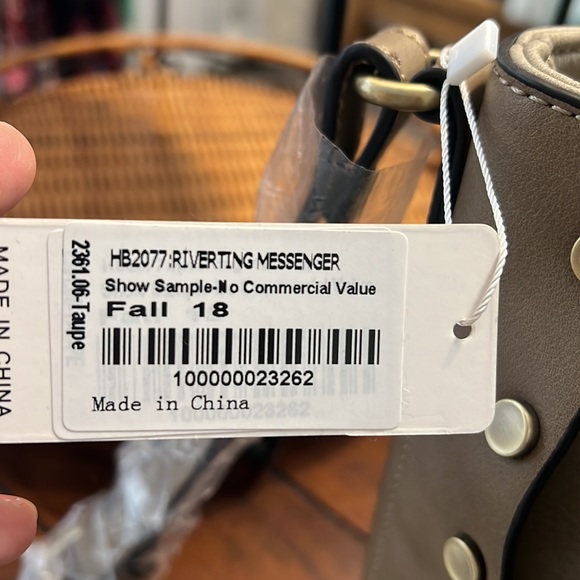 HB2077:RIVERTING MESSENGER
Show Sample-No Commercial Value
Fall 18
100000023262
Made in China
2361.06-Taupe
MADE IN CHINA